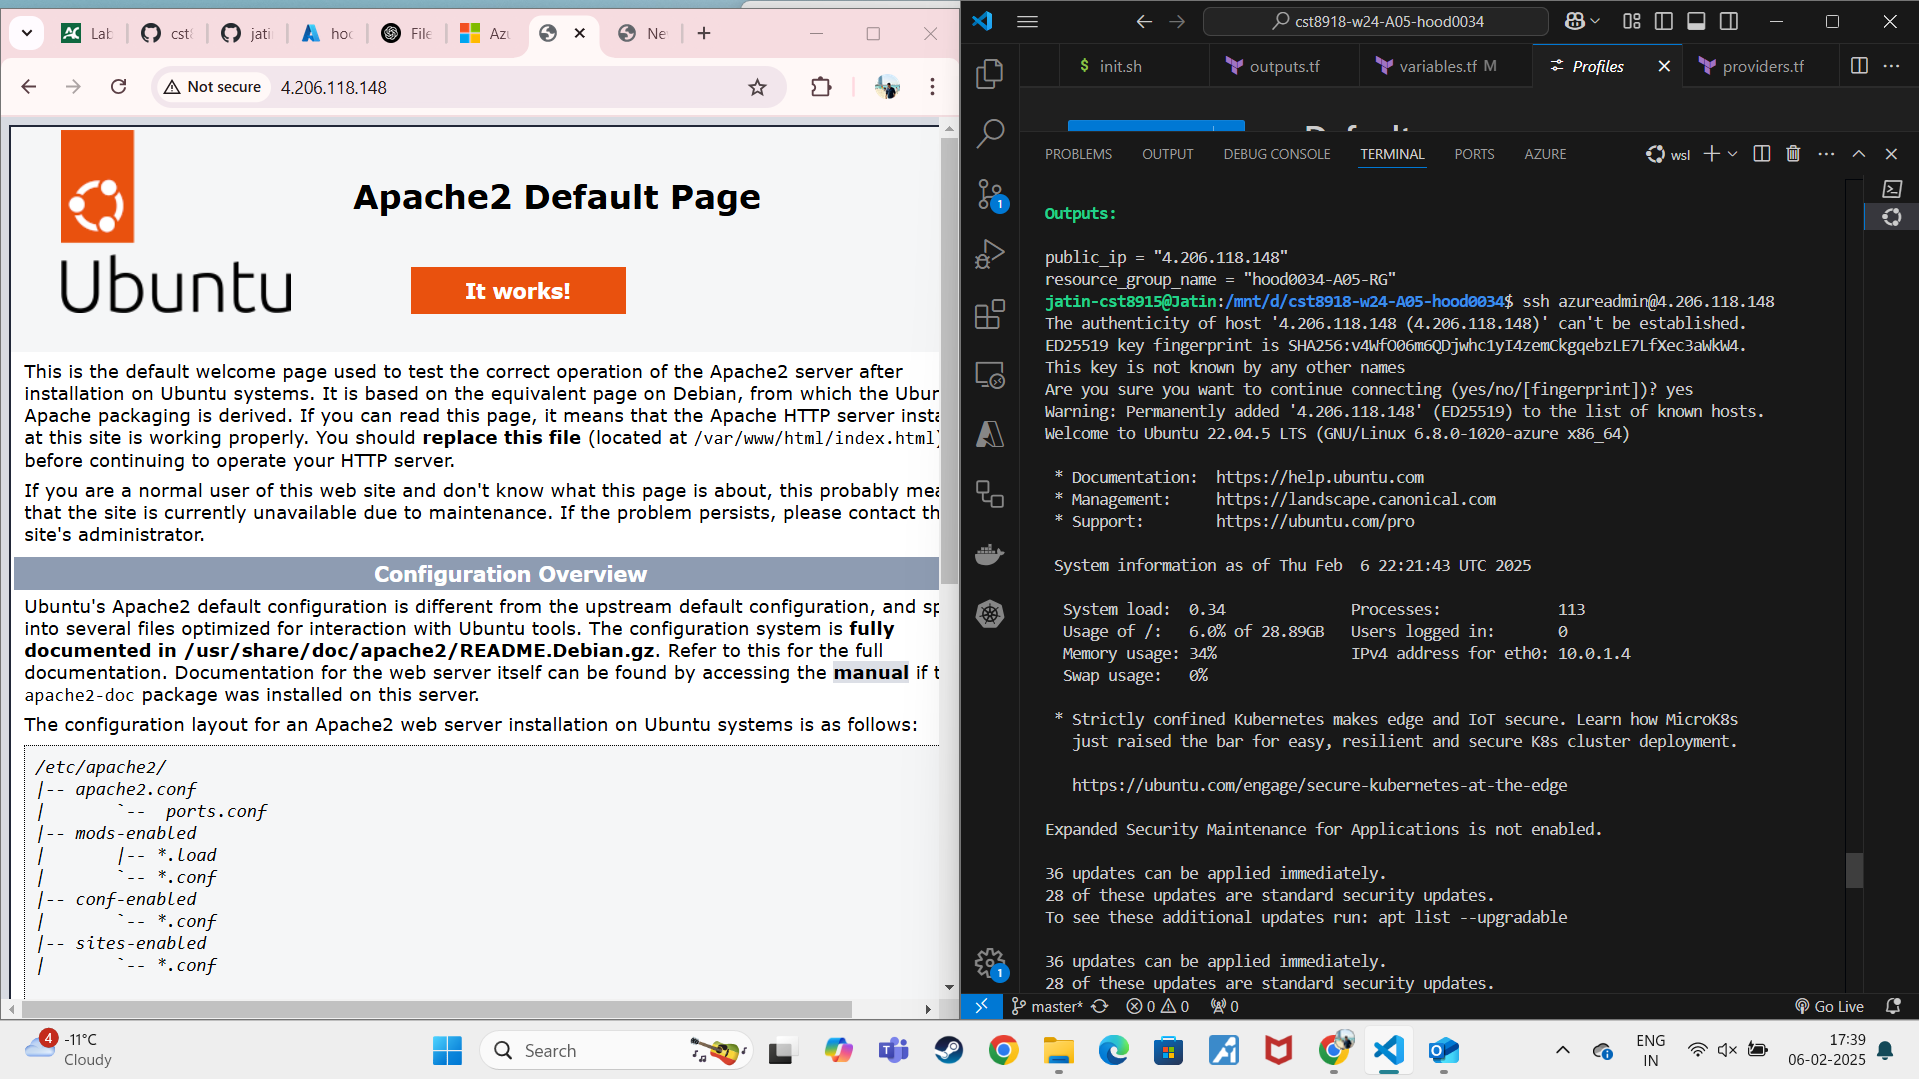 Lab
cst8
jati
hoo
File
Azu
Ne
Not secure
4.206.118.148
Ubuntu
Apache2 Default Page
It works!
This is the default welcome page used to test the correct operation of the Apache2 server after
installation on Ubuntu systems. It is based on the equivalent page on Debian, from which the Ubun
Apache packaging is derived. If you can read this page, it means that the Apache HTTP server insta
at this site is working properly. You should replace this file (located at /var/www/html/index.html)
before continuing to operate your HTTP server.
If you are a normal user of this web site and don't know what this page is about, this probably mea
that the site is currently unavailable due to maintenance. If the problem persists, please contact th
site's administrator.
Configuration Overview
Ubuntu's Apache2 default configuration is different from the upstream default configuration, and sp
into several files optimized for interaction with Ubuntu tools. The configuration system is fully
documented in /usr/share/doc/apache2/README.Debian.gz. Refer to this for the full
documentation. Documentation for the web server itself can be found by accessing the manual if t
apache2-doc package was installed on this server.
The configuration layout for an Apache2 web server installation on Ubuntu systems is as follows:
/etc/apache2/
|-- apache2.conf
|       `--  ports.conf
|-- mods-enabled
|       |-- *.load
|       `-- *.conf
|-- conf-enabled
|       `-- *.conf
|-- sites-enabled
|       `-- *.conf
cst8918-w24-A05-hood0034
$ init.sh
outputs.tf
variables.tf M
Profiles
providers.tf
Default
PROBLEMS OUTPUT DEBUG CONSOLE TERMINAL PORTS AZURE
wsl
Outputs:
public_ip = "4.206.118.148"
resource_group_name = "hood0034-A05-RG"
jatin-cst8915@Jatin:/mnt/d/cst8918-w24-A05-hood0034$ ssh azureadmin@4.206.118.148
The authenticity of host '4.206.118.148 (4.206.118.148)' can't be established.
ED25519 key fingerprint is SHA256:v4WfO06m6QDjwhc1yI4zemCkgqebzLE7LfXec3aWkW4.
This key is not known by any other names
Are you sure you want to continue connecting (yes/no/[fingerprint])? yes
Warning: Permanently added '4.206.118.148' (ED25519) to the list of known hosts.
Welcome to Ubuntu 22.04.5 LTS (GNU/Linux 6.8.0-1020-azure x86_64)
* Documentation:  https://help.ubuntu.com
* Management:     https://landscape.canonical.com
* Support:        https://ubuntu.com/pro
System information as of Thu Feb  6 22:21:43 UTC 2025
System load:  0.34              Processes:             113
Usage of /:   6.0% of 28.89GB   Users logged in:       0
Memory usage: 34%               IPv4 address for eth0: 10.0.1.4
Swap usage:   0%
* Strictly confined Kubernetes makes edge and IoT secure. Learn how MicroK8s
just raised the bar for easy, resilient and secure K8s cluster deployment.
https://ubuntu.com/engage/secure-kubernetes-at-the-edge
Expanded Security Maintenance for Applications is not enabled.
36 updates can be applied immediately.
28 of these updates are standard security updates.
To see these additional updates run: apt list --upgradable
36 updates can be applied immediately.
28 of these updates are standard security updates.
1
1
master* 0 0 0 Go Live
4
-11°C
Cloudy
Search
ENG
IN
17:39
06-02-2025